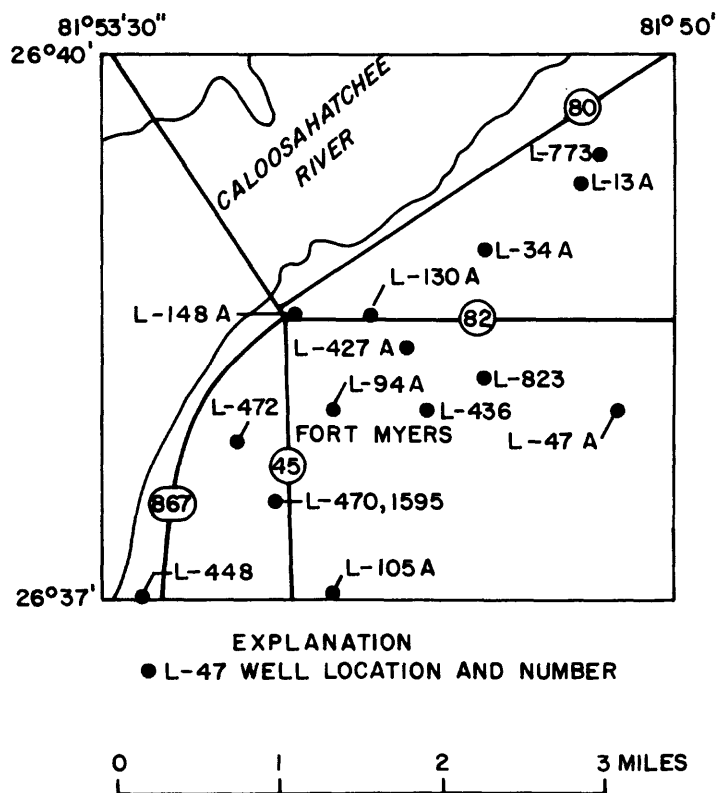 81°53'30"
81°50'
26°40'
CALOOSAHATCHEE
RIVER
80
L-773
L-13 A
L-34 A
L-130 A
L-148 A
82
L-427 A
L-823
L-94 A
L-472
L-436
FORT MYERS
L-47 A
45
867
L-470,1595
L-448
L-105 A
26°37'
EXPLANATION
L-47 WELL LOCATION AND NUMBER
0 1 2 3 MILES